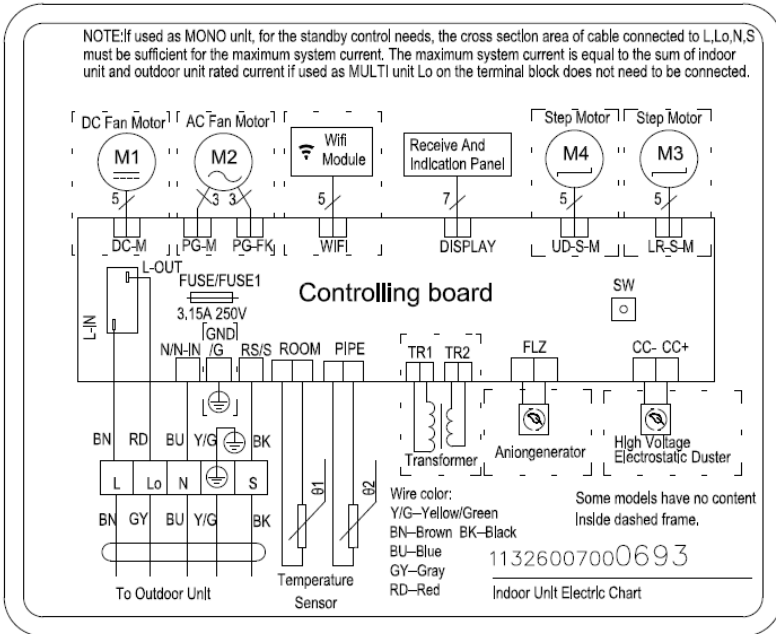 NOTE:If used as MONO unit, for the standby control needs, the cross section area of cable connected to L,Lo,N,S
must be sufficient for the maximum system current. The maximum system current is equal to the sum of indoor
unit and outdoor unit rated current if used as MULTI unit Lo on the terminal block does not need to be connected.
DC Fan Motor
AC Fan Motor
Step Motor
Step Motor
M1
M2
Wifi
Module
Receive And
Indication Panel
M4
M3
5
3
3
5
7
5
5
DC-M
PG-M
PG-FK
WIFI
DISPLAY
UD-S-M
LR-S-M
L-OUT
L-IN
FUSE/FUSE1
3,15A 250V
Controlling board
SW
N/N-IN
[GND]
/G
RS/S
ROOM
PIPE
TR1
TR2
FLZ
CC-
CC+
BN
RD
BU
Y/G
BK
Transformer
Aniongenerator
High Voltage
Electrostatic Duster
L
Lo
N
S
θ1
θ2
BN
GY
BU
Y/G
BK
To Outdoor Unit
Temperature
Sensor
Wire color:
Y/G—Yellow/Green
BN—Brown BK—Black
BU—Blue
GY—Gray
RD—Red
Some models have no content
Inside dashed frame,
11326007000693
Indoor Unit Electric Chart